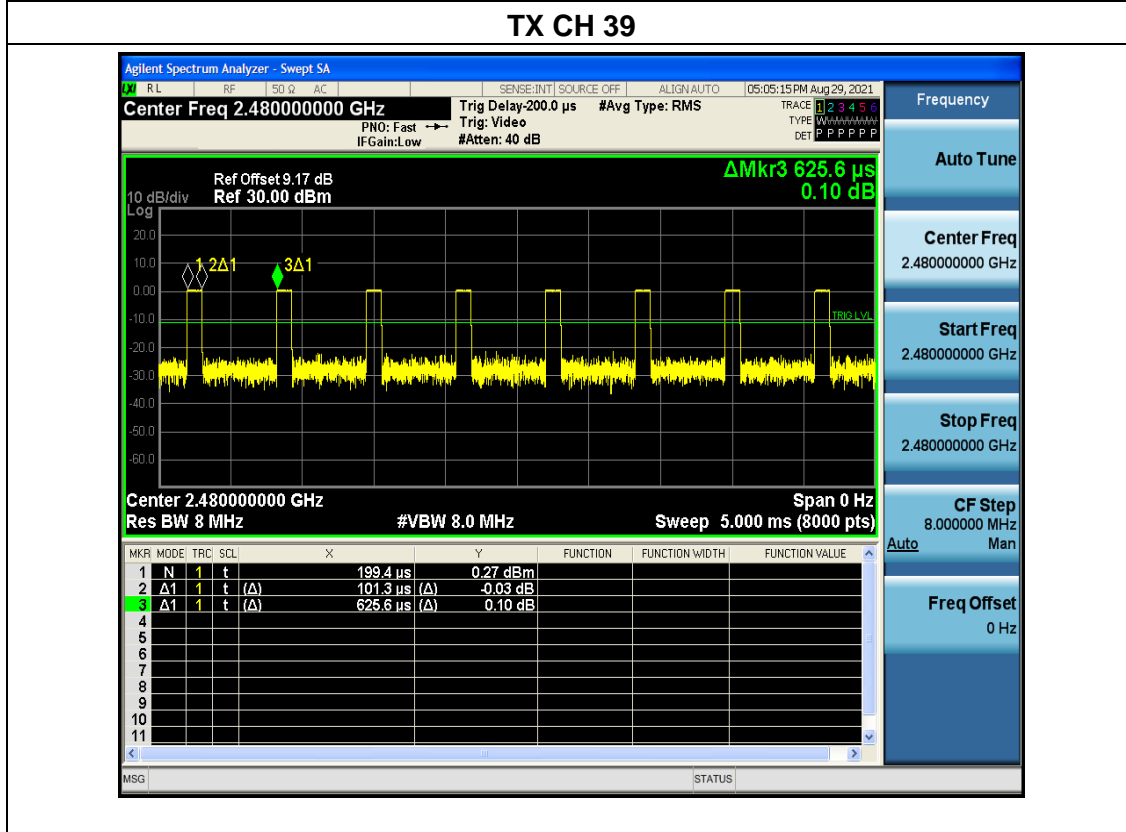 TX CH 39
Agilent Spectrum Analyzer - Swept SA
LXI RL RF 50 Ω AC SENSE:INT SOURCE OFF ALIGN AUTO 05:05:15 PM Aug 29, 2021
Center Freq 2.480000000 GHz
PNO: Fast
IFGain:Low
Trig Delay-200.0 µs #Avg Type: RMS
Trig: Video
#Atten: 40 dB
TRACE 1 2 3 4 5 6
TYPE W
DET P P P P P P
ΔMkr3 625.6 µs
0.10 dB
Ref Offset 9.17 dB
10 dB/div Ref 30.00 dBm
Log
20.0
10.0
0.00
-10.0
-20.0
-30.0
-40.0
-50.0
-60.0
1 2Δ1 3Δ1
TRIG LVL
Center 2.480000000 GHz Span 0 Hz
Res BW 8 MHz #VBW 8.0 MHz Sweep 5.000 ms (8000 pts)
MKR MODE TRC SCL X Y FUNCTION FUNCTION WIDTH FUNCTION VALUE
1 N 1 t 199.4 µs 0.27 dBm
2 Δ1 1 t (Δ) 101.3 µs (Δ) -0.03 dB
3 Δ1 1 t (Δ) 625.6 µs (Δ) 0.10 dB
4
5
6
7
8
9
10
11
MSG STATUS
Frequency
Auto Tune
Center Freq
2.480000000 GHz
Start Freq
2.480000000 GHz
Stop Freq
2.480000000 GHz
CF Step
8.000000 MHz
Auto Man
Freq Offset
0 Hz